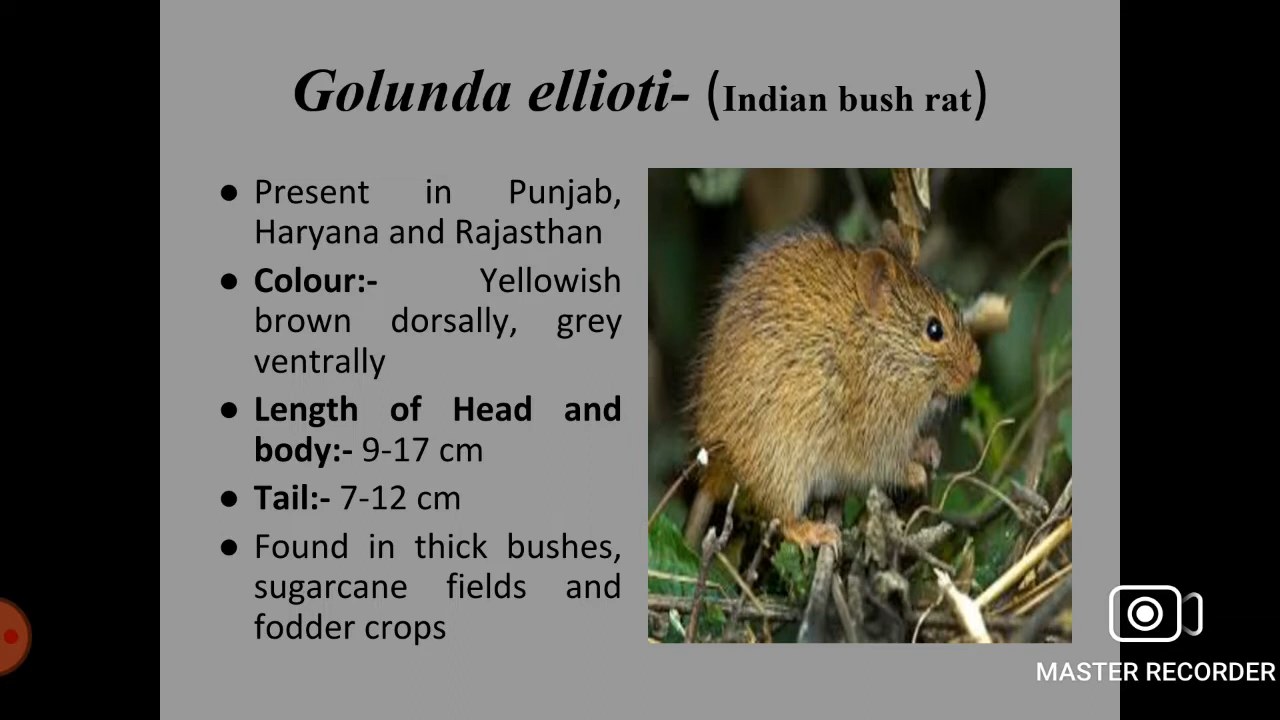 Golunda ellioti- (Indian bush rat)
● Present in Punjab,
Haryana and Rajasthan
● Colour:- Yellowish
brown dorsally, grey
ventrally
● Length of Head and
body:- 9-17 cm
● Tail:- 7-12 cm
● Found in thick bushes,
sugarcane fields and
fodder crops
MASTER RECORDER